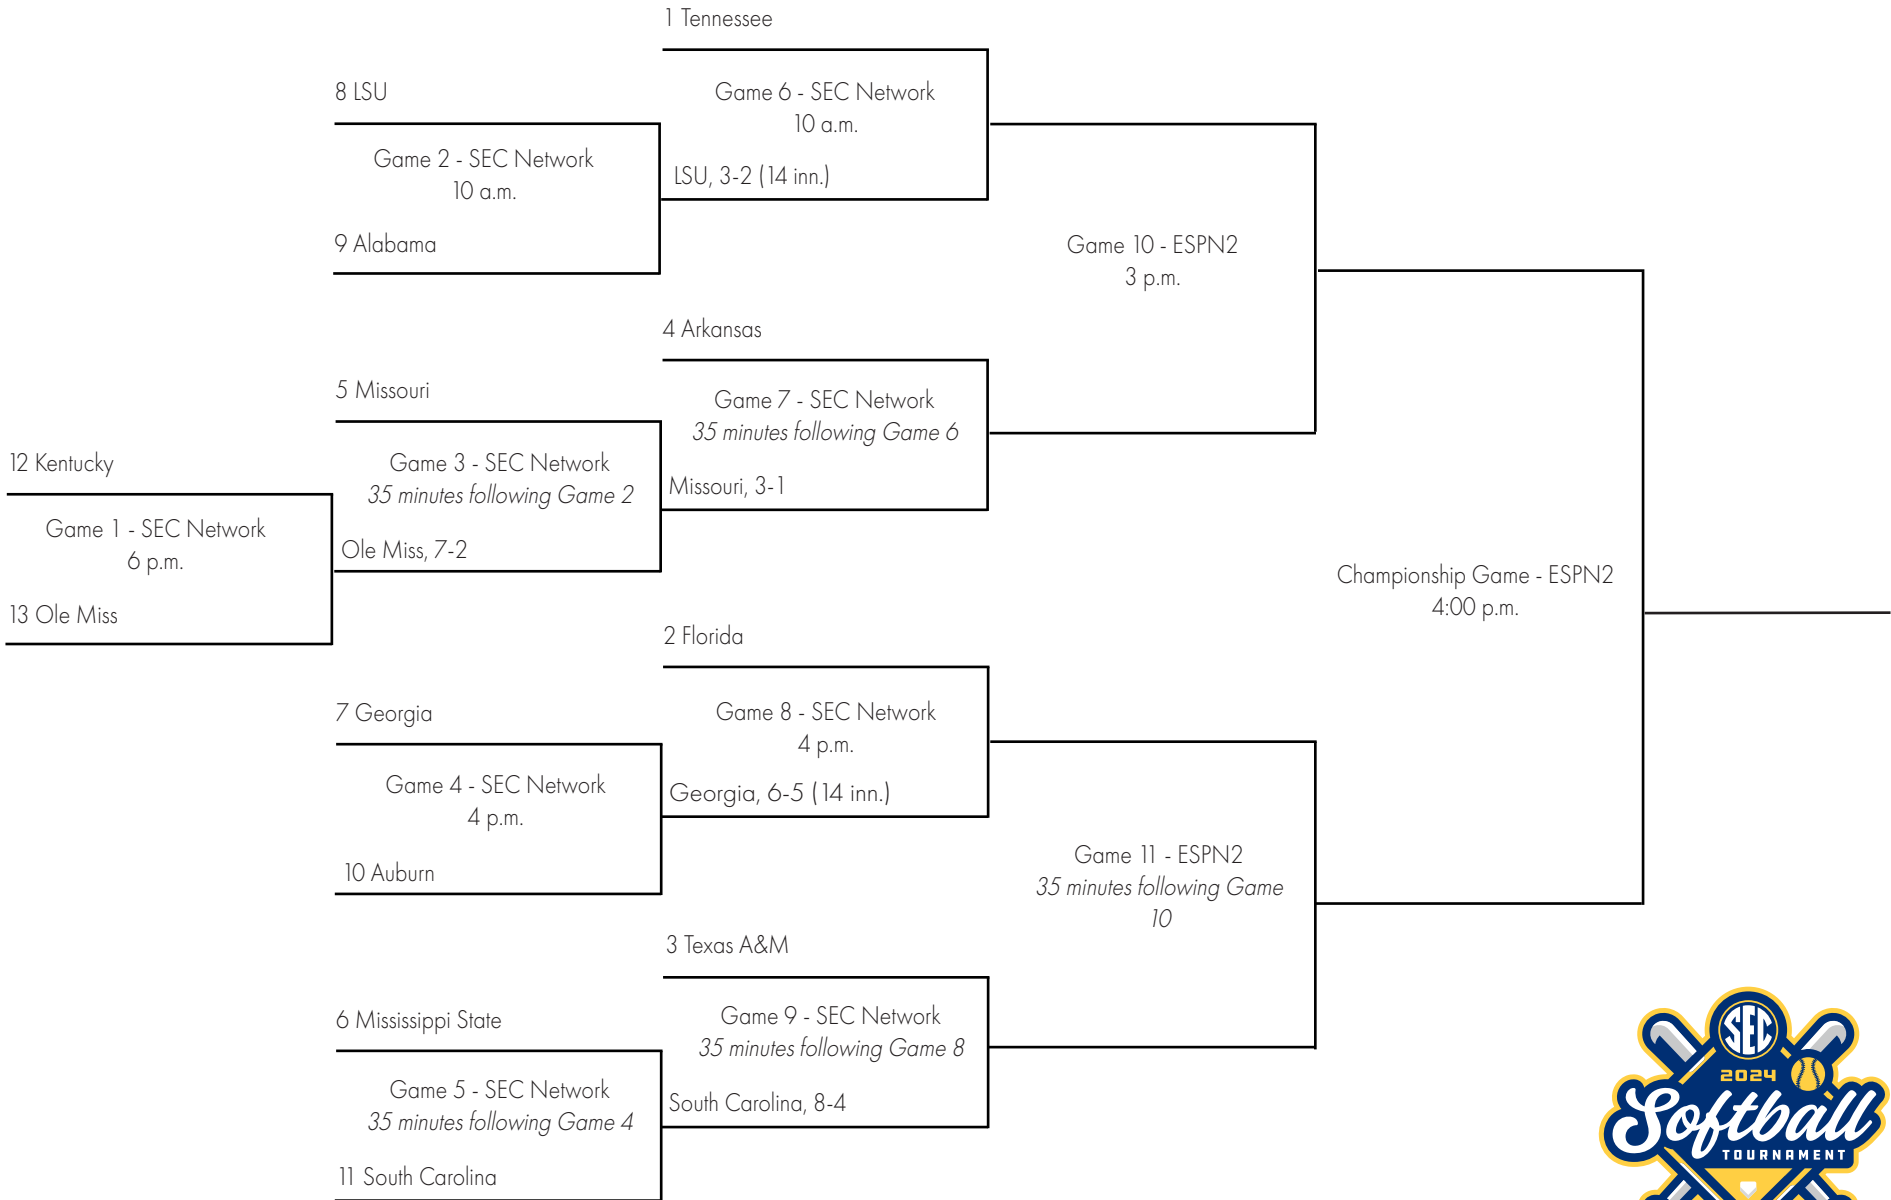 1 Tennessee
8 LSU
Game 6 - SEC Network
10 a.m.
Game 2 - SEC Network
10 a.m.
LSU, 3-2 (14 inn.)
9 Alabama
Game 10 - ESPN2
3 p.m.
4 Arkansas
5 Missouri
Game 7 - SEC Network
35 minutes following Game 6
12 Kentucky
Game 3 - SEC Network
35 minutes following Game 2
Missouri, 3-1
Game 1 - SEC Network
6 p.m.
Ole Miss, 7-2
13 Ole Miss
Championship Game - ESPN2
4:00 p.m.
2 Florida
7 Georgia
Game 8 - SEC Network
4 p.m.
Game 4 - SEC Network
4 p.m.
Georgia, 6-5 (14 inn.)
10 Auburn
Game 11 - ESPN2
35 minutes following Game
10
3 Texas A&M
6 Mississippi State
Game 9 - SEC Network
35 minutes following Game 8
Game 5 - SEC Network
35 minutes following Game 4
South Carolina, 8-4
11 South Carolina
SEC
2024
Softball
TOURNAMENT